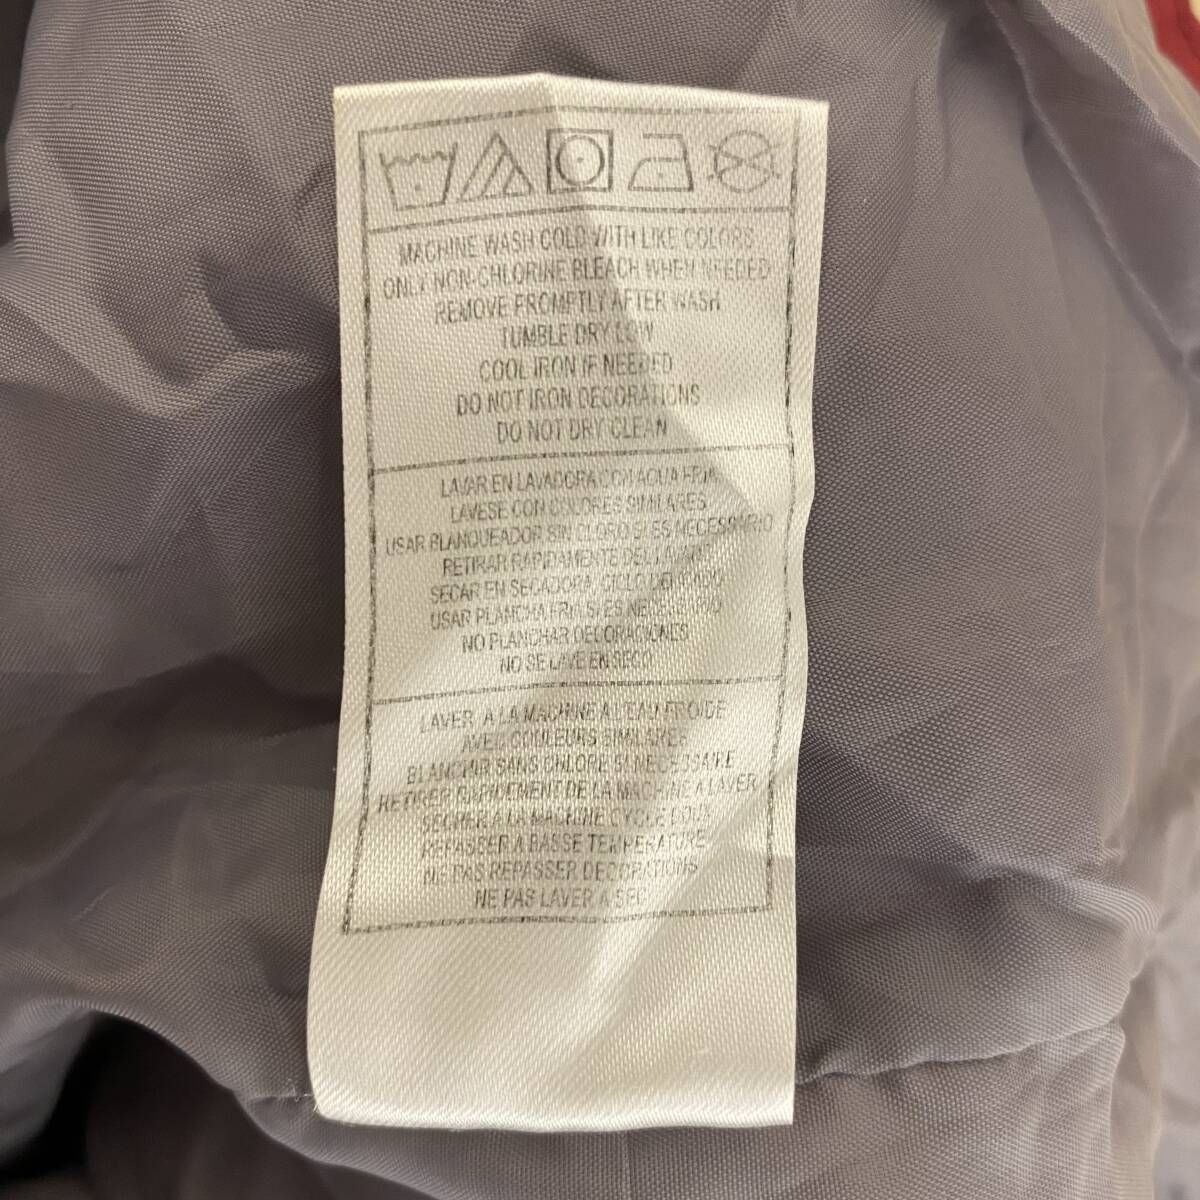 MACHINE WASH COLD WITH LIKE COLORS
ONLY NON-CHLORINE BLEACH WHEN NEEDED
REMOVE PROMPTLY AFTER WASH
TUMBLE DRY LOW
COOL IRON IF NEEDED
DO NOT IRON DECORATIONS
DO NOT DRY CLEAN
LAVAR EN LAVADORA CON AGUA FRIA
LAVESE CON COLORES SIMILARES
USAR BLANQUEADOR SIN CLORO SI ES NECESSARIO
RETIRAR RAPIDAMENTE DEL LAVADO
SECAR EN SECADORA, CICLO DELICADO
USAR PLANCHA FRIA SI ES NECESSARIO
NO PLANCHAR DECORACIONES
NO SE LAVE EN SECO
LAVER A LA MACHINE A L'EAU FROIDE
AVEC COULEURS SIMILARES
BLANCHIR SANS CHLORE SI NECESSAIRE
RETIRER RAPIDEMENT DE LA MACHINE A LAVER
SECHER A LA MACHINE CYCLE DOUX
REPASSER A BASSE TEMPERATURE
NE PAS REPASSER DECORATIONS
NE PAS LAVER A SEC